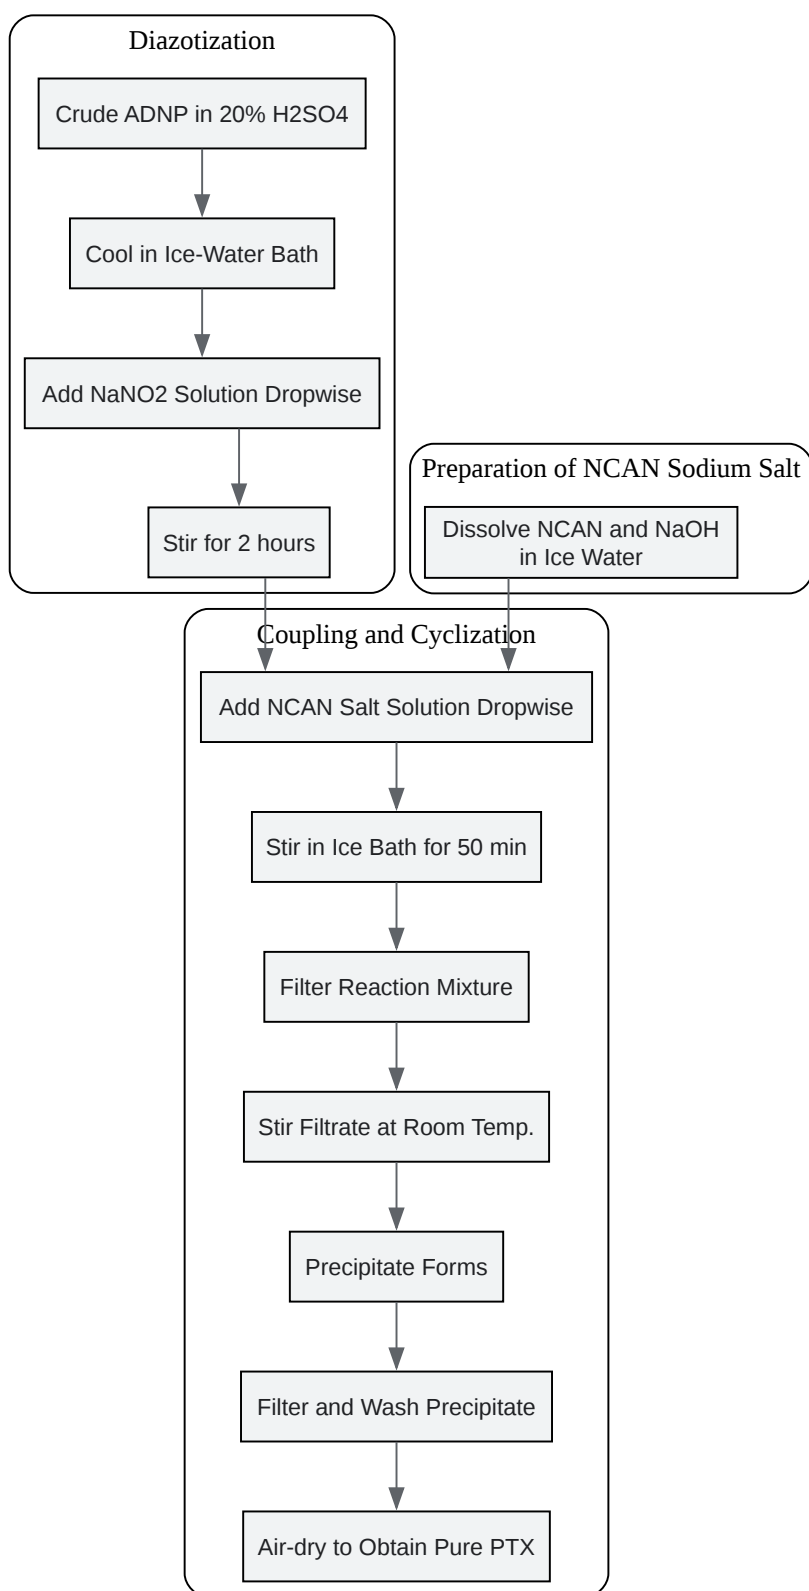 Diazotization
Crude ADNP in 20% H2SO4
Cool in Ice-Water Bath
Add NaNO2 Solution Dropwise
Stir for 2 hours
Preparation of NCAN Sodium Salt
Dissolve NCAN and NaOH
in Ice Water
Coupling and Cyclization
Add NCAN Salt Solution Dropwise
Stir in Ice Bath for 50 min
Filter Reaction Mixture
Stir Filtrate at Room Temp.
Precipitate Forms
Filter and Wash Precipitate
Air-dry to Obtain Pure PTX